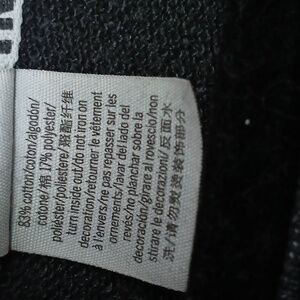 83% cotton/coton/algodón/
cotone/棉 17% polyester/
poliéster/poliestere/聚酯纤维
turn inside out/do not iron on
decoration/retourner le vêtement
à l'envers/ne pas repasser sur les
ornements/lavar del lado del
revés/no planchar sobre la
decoración/girare al rovescio/non
stirare le decorazioni/反面水
洗/请勿熨烫装饰部分